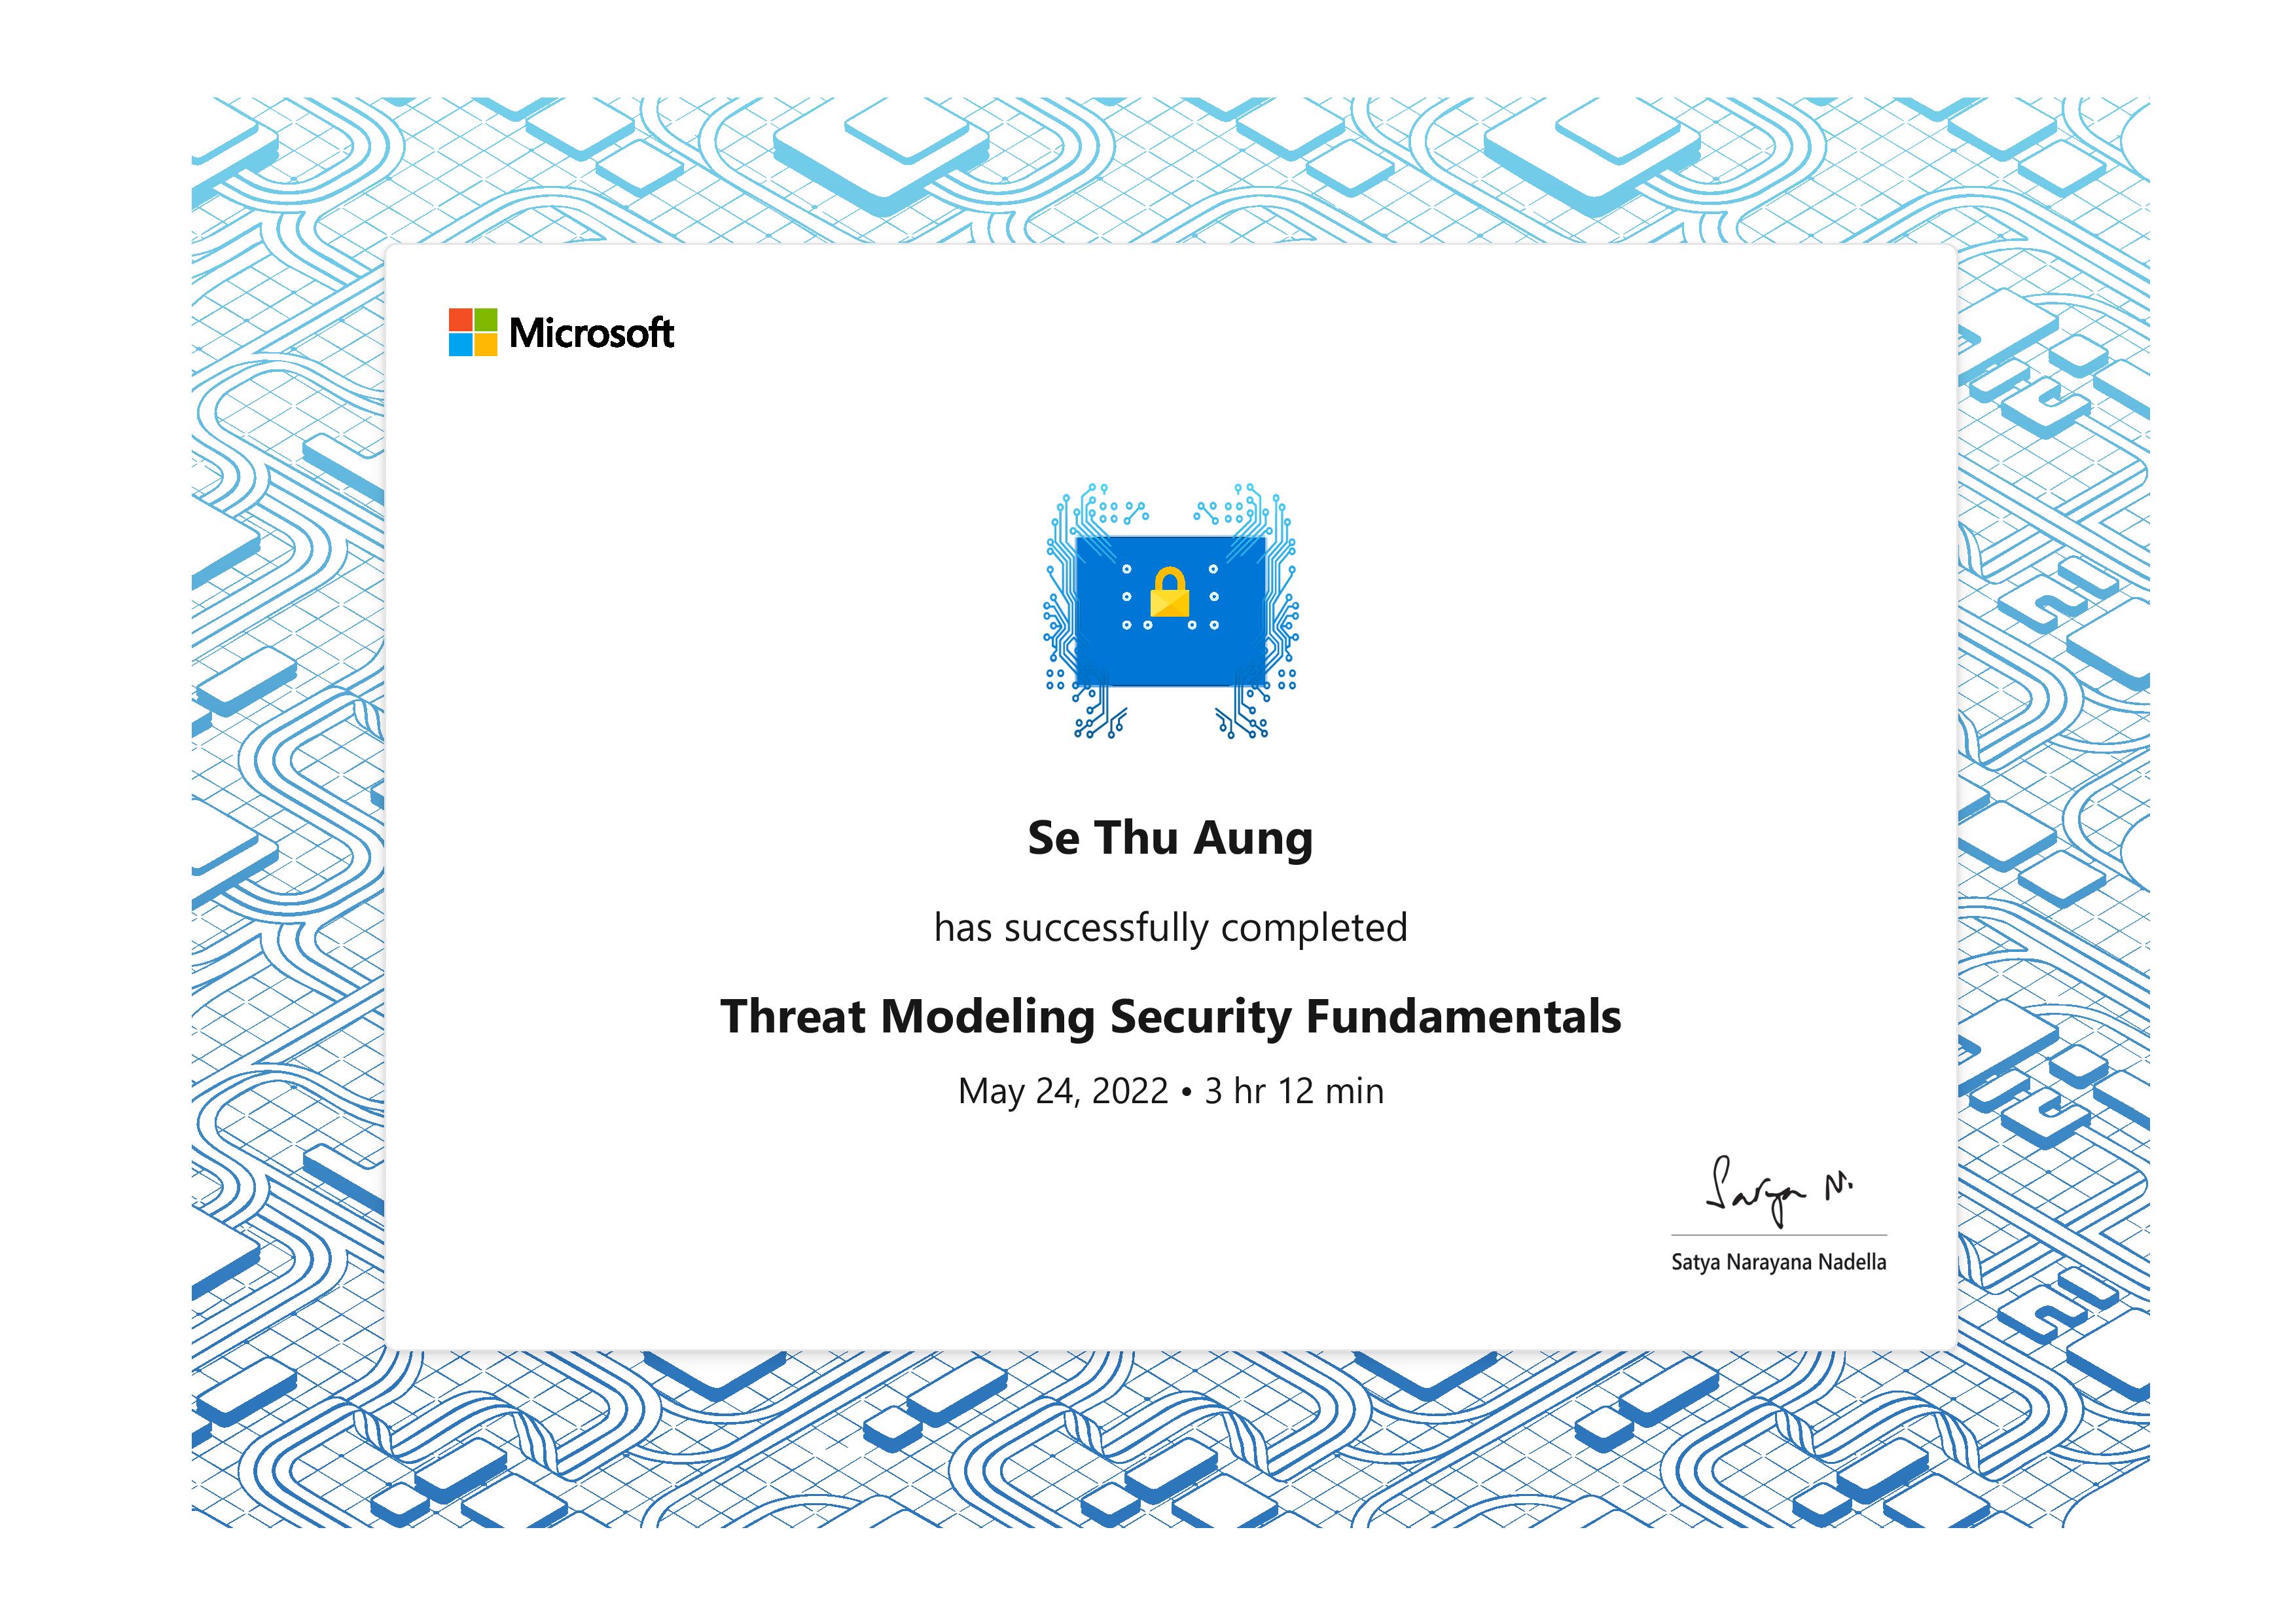 Microsoft
Se Thu Aung
has successfully completed
Threat Modeling Security Fundamentals
May 24, 2022 • 3 hr 12 min
Satya N.
Satya Narayana Nadella